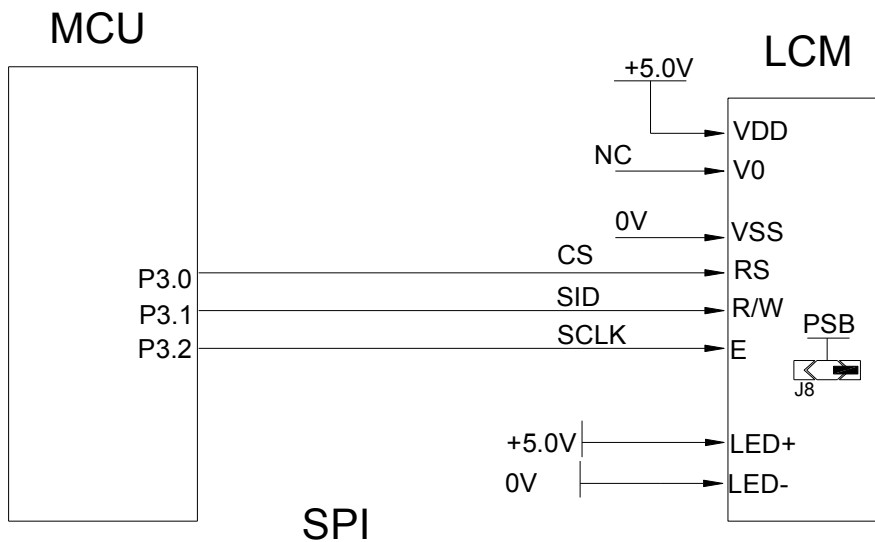 MCU
LCM
+5.0V
VDD
NC
V0
0V
VSS
CS
P3.0
RS
SID
P3.1
R/W
SCLK
P3.2
E
PSB
J8
+5.0V
LED+
0V
LED-
SPI